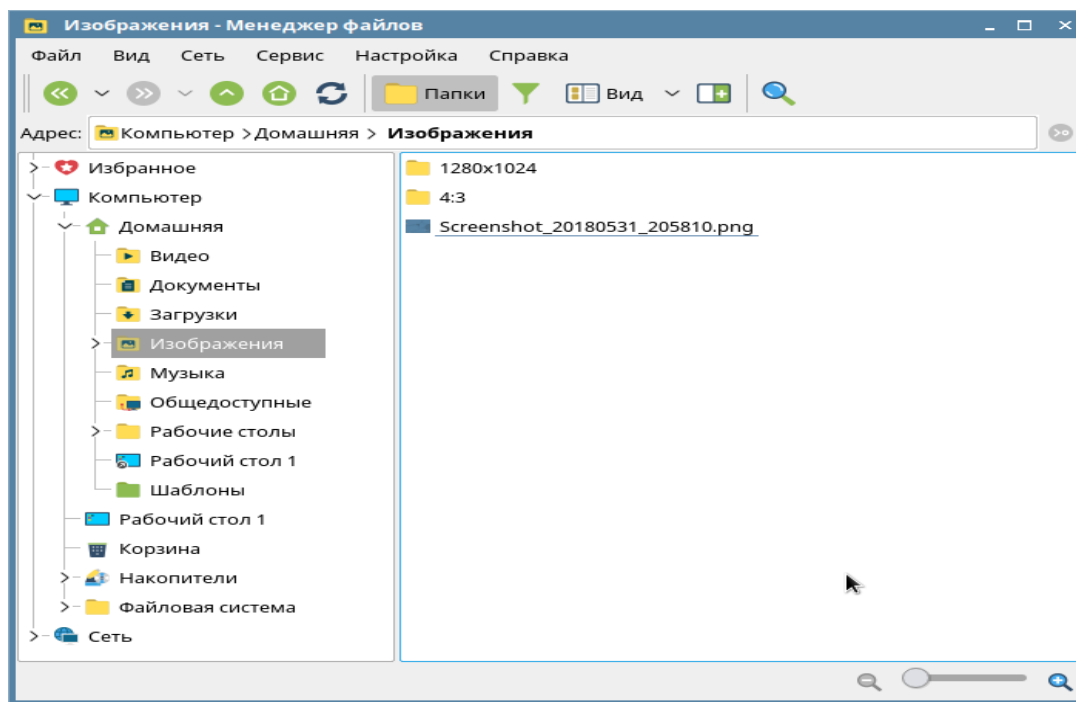 Изображения - Менеджер файлов
Файл Вид Сеть Сервис Настройка Справка
Папки Вид
Адрес: Компьютер > Домашняя > Изображения
Избранное
Компьютер
Домашняя
Видео
Документы
Загрузки
Изображения
Музыка
Общедоступные
Рабочие столы
Рабочий стол 1
Шаблоны
Рабочий стол 1
Корзина
Накопители
Файловая система
Сеть
1280x1024
4:3
Screenshot_20180531_205810.png